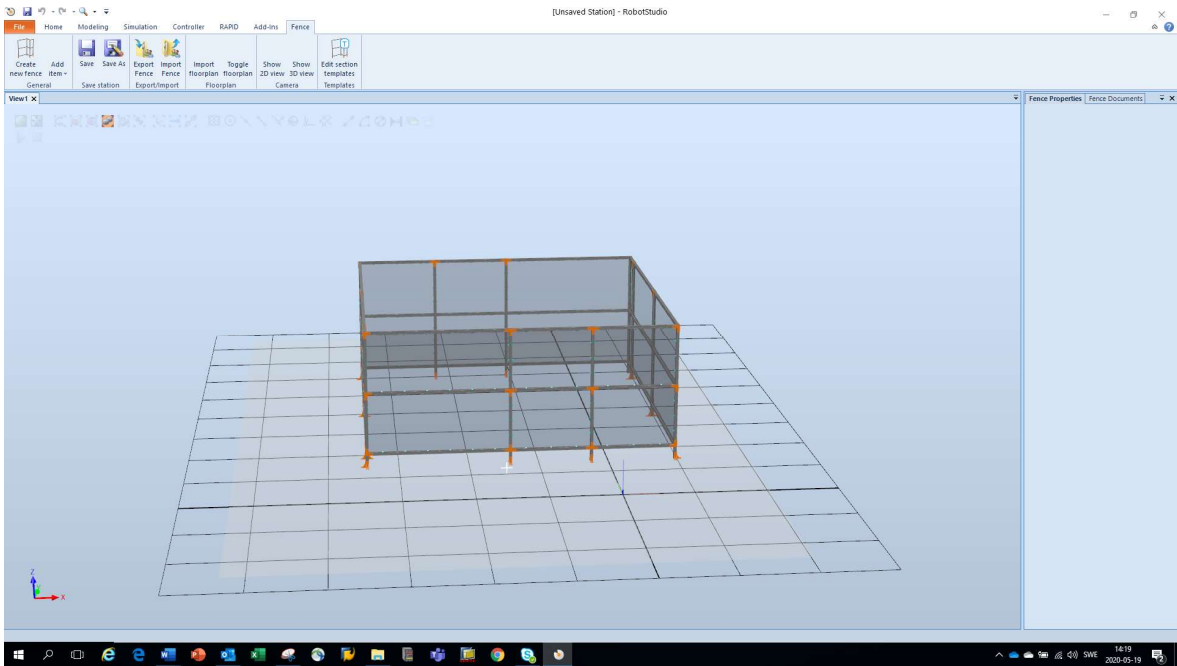 [Unsaved Station] - RobotStudio
File Home Modeling Simulation Controller RAPID Add-Ins Fence
Create new fence
Add item
Save
Save As
Export Fence
Import Fence
Import floorplan
Toggle floorplan
Show 2D view
Show 3D view
Edit section templates
General Save station Export/Import Floorplan Camera Templates
View1 X
Fence Properties Fence Documents
Z
X
SWE
14:19
2020-05-19